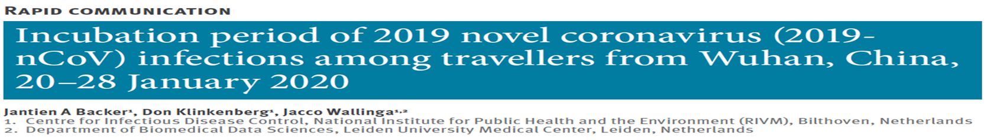 RAPID COMMUNICATION
Incubation period of 2019 novel coronavirus (2019-
nCoV) infections among travellers from Wuhan, China,
20–28 January 2020
Jantien A Backer¹, Don Klinkenberg¹, Jacco Wallinga¹,²
1. Centre for Infectious Disease Control, National Institute for Public Health and the Environment (RIVM), Bilthoven, Netherlands
2. Department of Biomedical Data Sciences, Leiden University Medical Center, Leiden, Netherlands